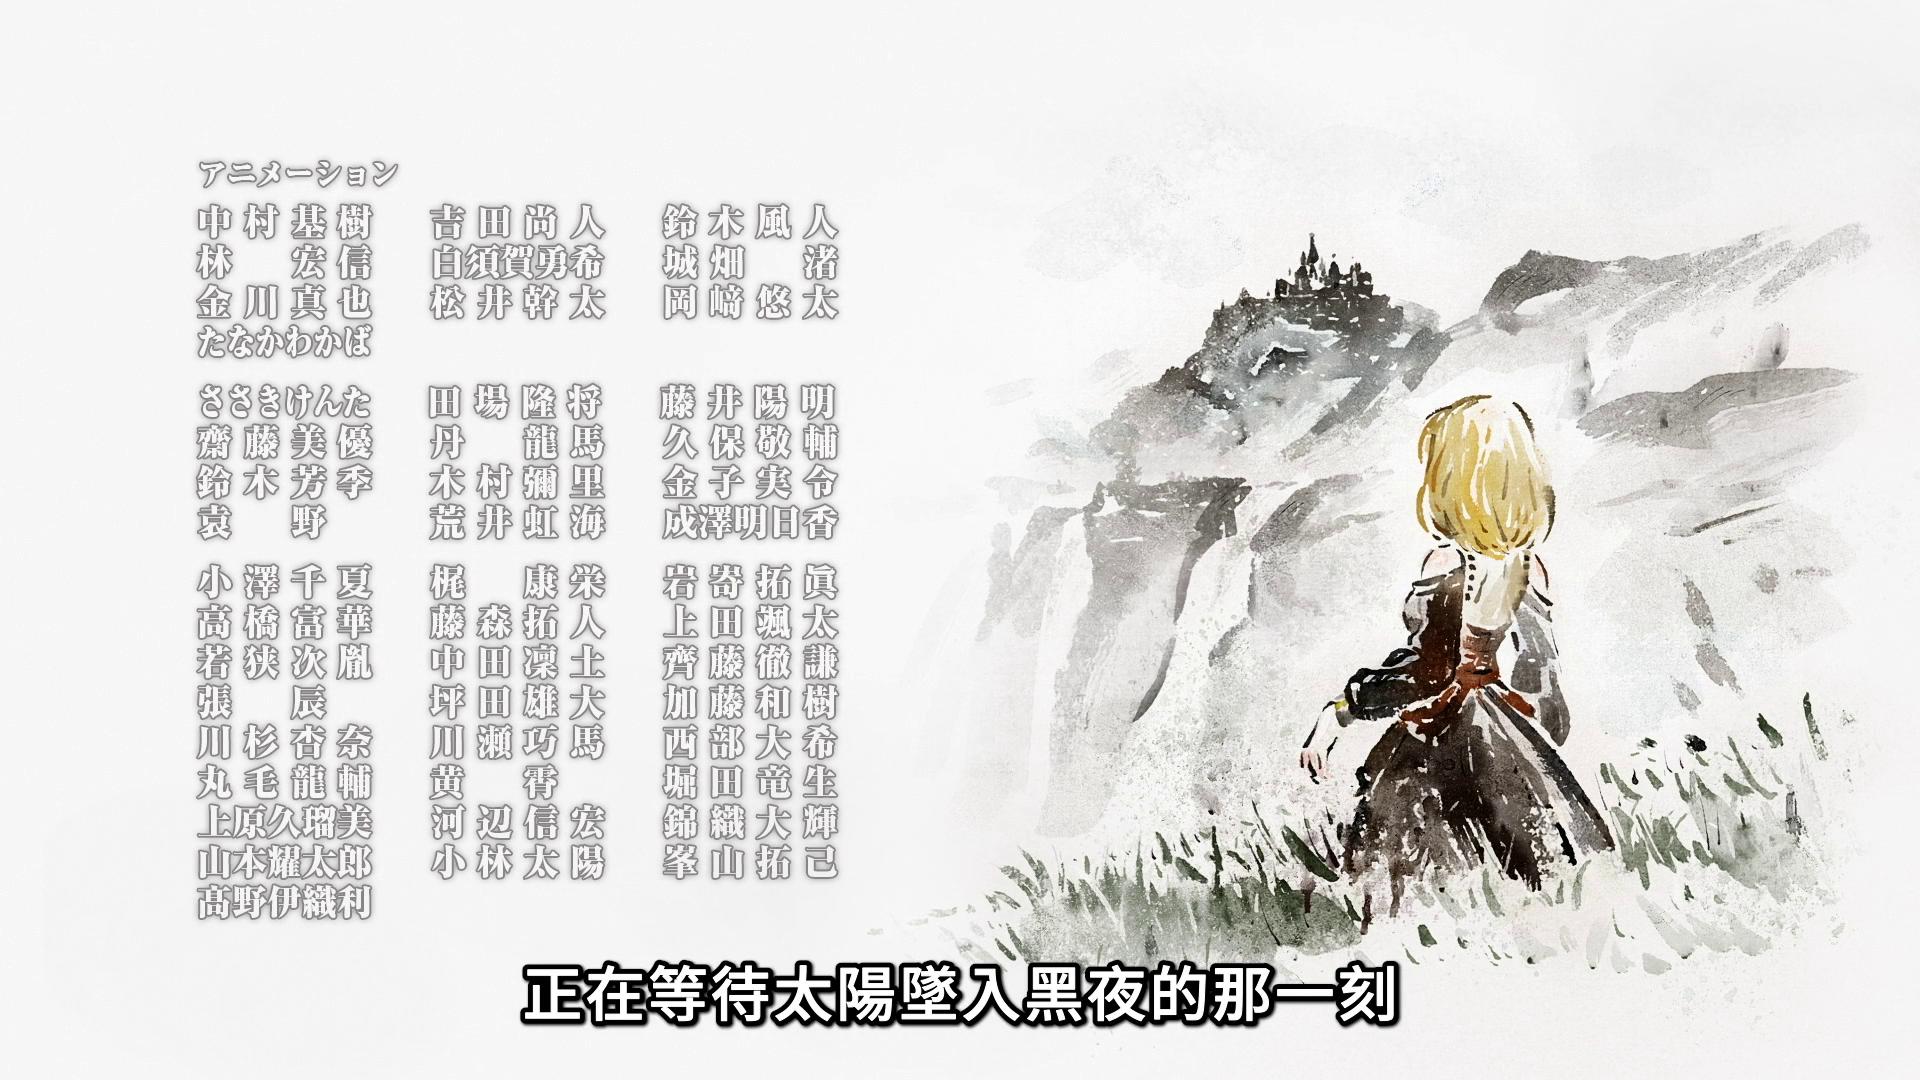 アニメーション
中村基樹 吉田尚人 鈴木風人
林 宏信 白須賀勇希 城畑 渚
金川真也 松井幹太 岡﨑悠太
たなかわかば
ささきけんた 田場隆将 藤井陽明
齋藤美優 丹 龍馬 久保敬輔
鈴木芳季 木村彌里 金子実令
袁 野 荒井虹海 成澤明日香
小澤千夏 梶 康栄 岩嵜拓眞
高橋富華 藤森拓人 上田颯太
若狭次胤 中田凜士 齊藤徹謙
張 辰 坪田雄大 加藤和樹
川杉杏奈 川瀬巧馬 西部大希
丸毛龍輔 黄 霄 堀田竜生
上原久瑠美 河辺信宏 錦織大輝
山本耀太郎 小林太陽 峯山拓己
髙野伊織利
正在等待太陽墜入黑夜的那一刻